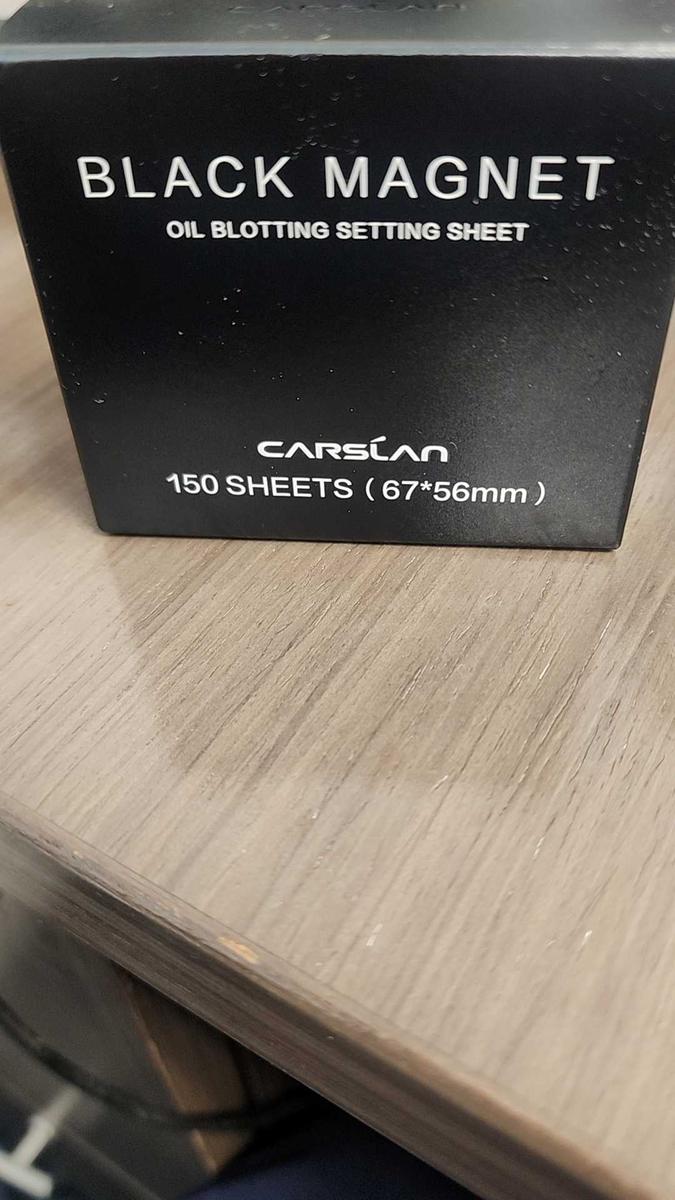 BLACK MAGNET
OIL BLOTTING SETTING SHEET
CARSLAN
150 SHEETS ( 67*56mm )